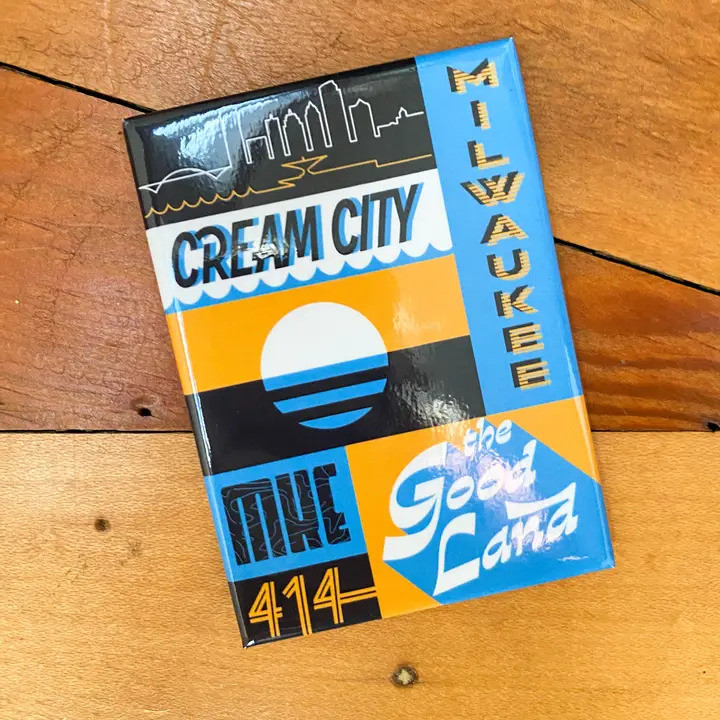 MILWAUKEE
CREAM CITY
the
Good
Land
MKE
414